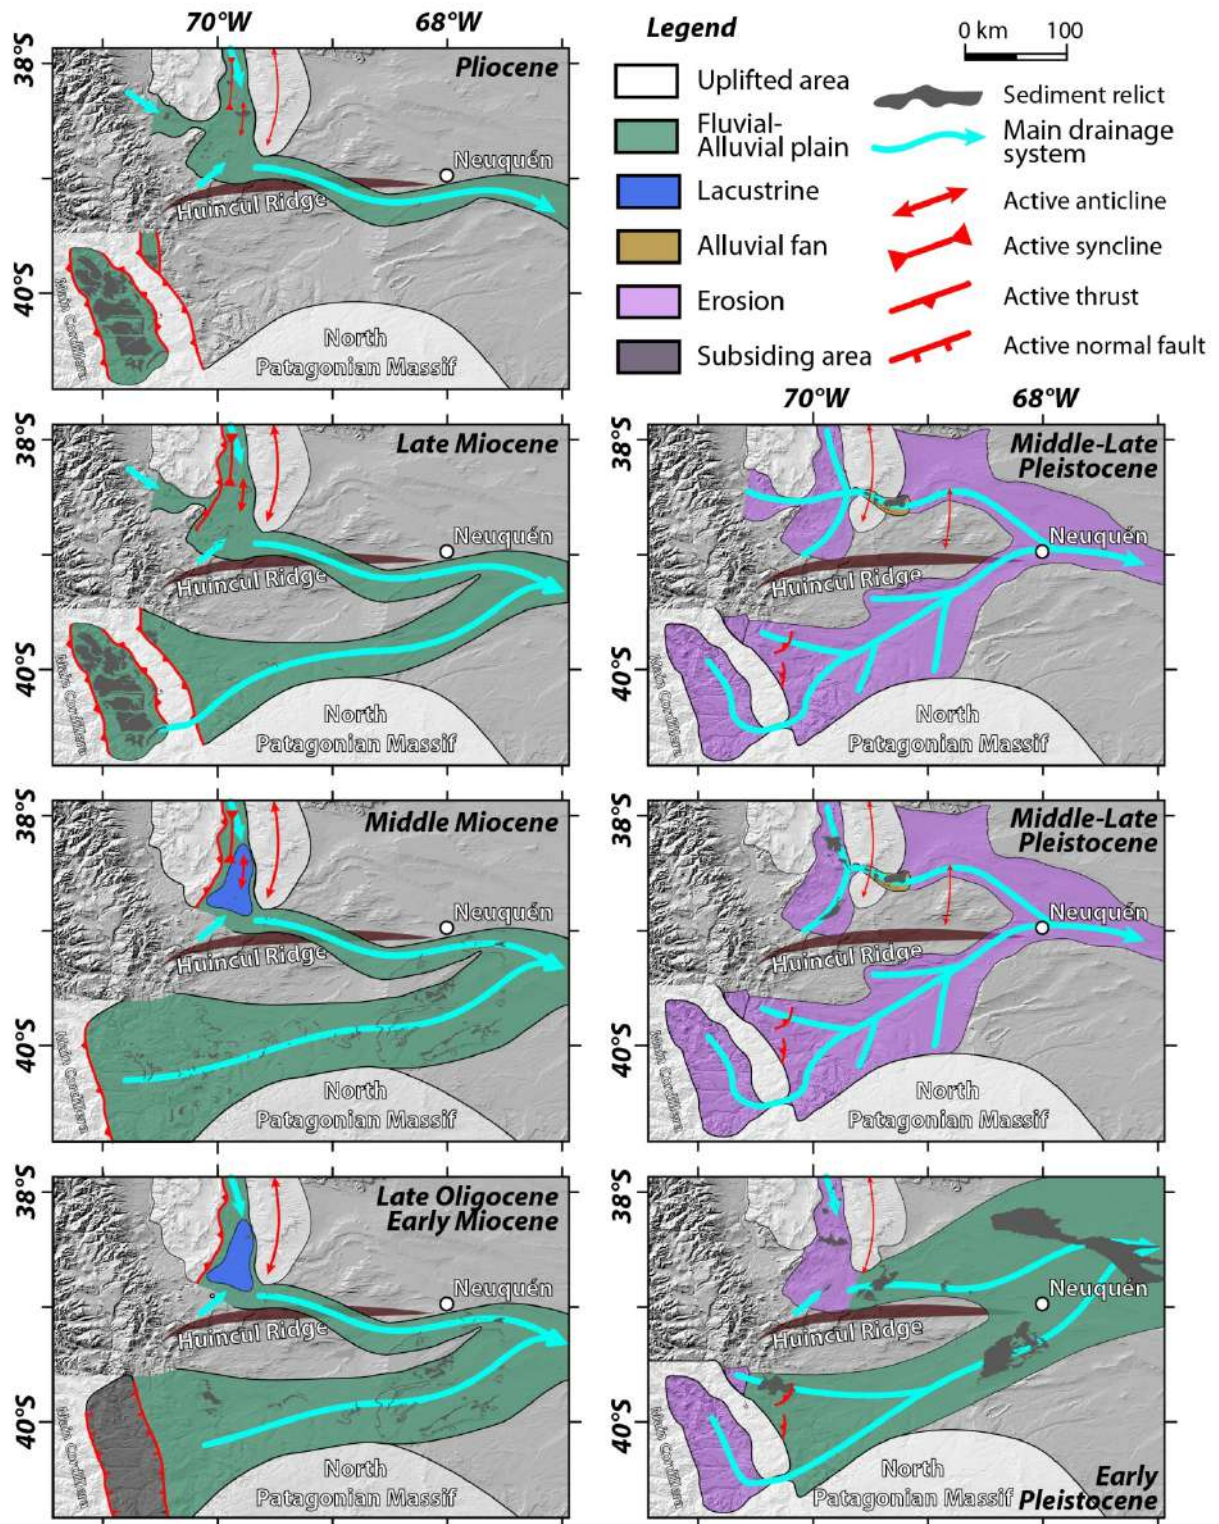 70°W
68°W
38°S
40°S
Pliocene
Neuquén
Huincul Ridge
Main Cordillera
North
Patagonian Massif
Legend
0 km
100
Uplifted area
Fluvial-
Alluvial plain
Lacustrine
Alluvial fan
Erosion
Subsiding area
Sediment relict
Main drainage
system
Active anticline
Active syncline
Active thrust
Active normal fault
38°S
40°S
Late Miocene
Neuquén
Huincul Ridge
Main Cordillera
North
Patagonian Massif
70°W
68°W
38°S
40°S
Middle-Late
Pleistocene
Neuquén
Huincul Ridge
Main Cordillera
North
Patagonian Massif
38°S
40°S
Middle Miocene
Neuquén
Huincul Ridge
Main Cordillera
North
Patagonian Massif
38°S
40°S
Middle-Late
Pleistocene
Neuquén
Huincul Ridge
Main Cordillera
North
Patagonian Massif
38°S
40°S
Late Oligocene
Early Miocene
Neuquén
Huincul Ridge
Main Cordillera
North
Patagonian Massif
38°S
40°S
Neuquén
Huincul Ridge
Main Cordillera
North
Patagonian Massif
Early
Pleistocene